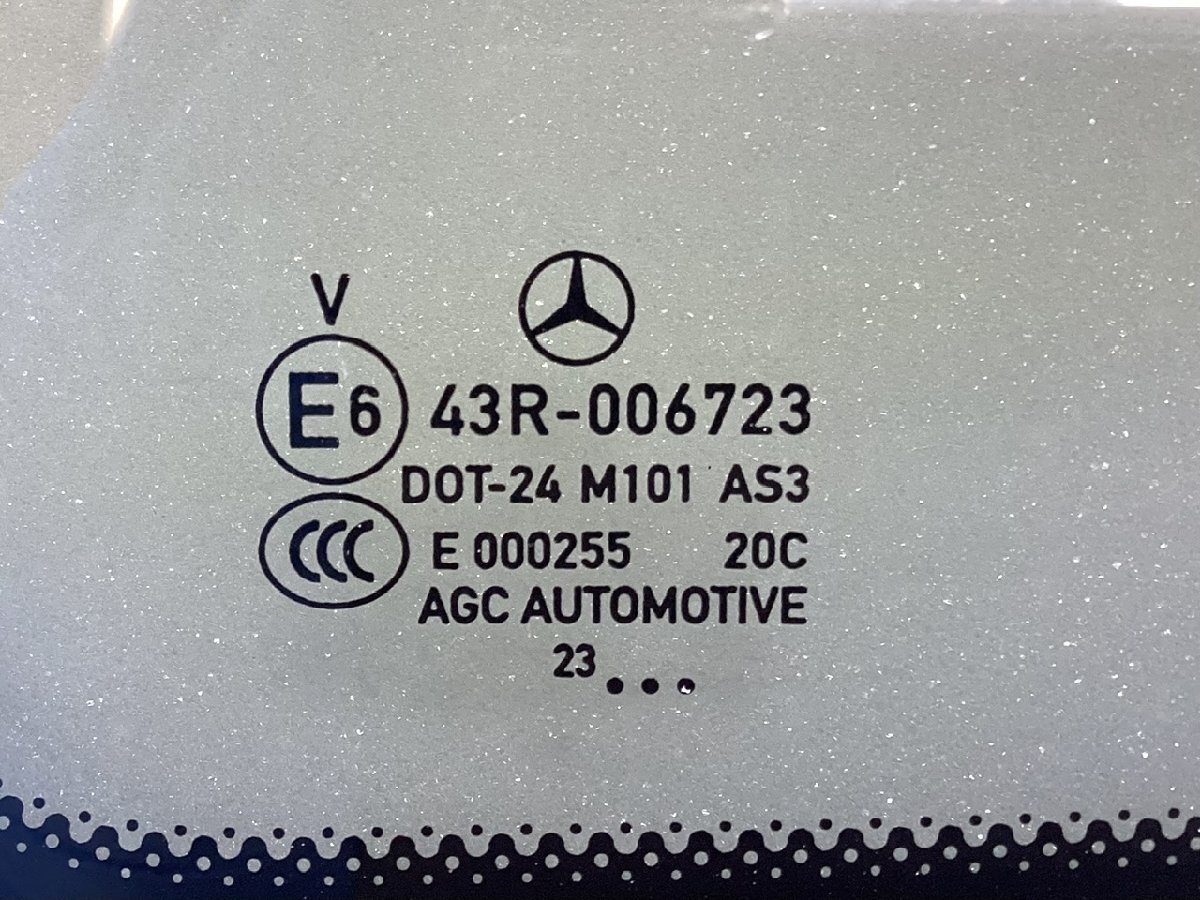 V
E6 43R-006723
DOT-24 M101 AS3
CCC E 000255 20C
AGC AUTOMOTIVE
23...